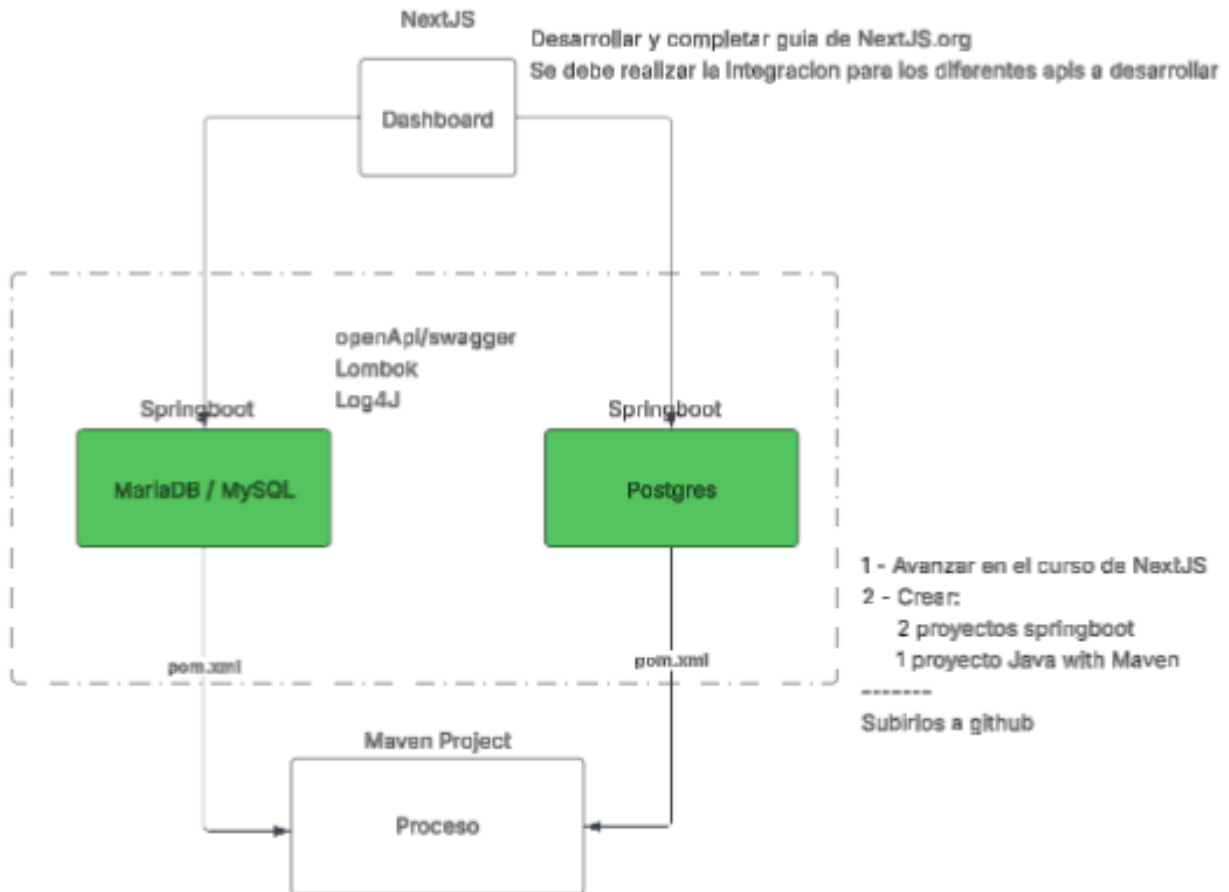 NextJS
Desarrollar y completar guia de NextJS.org
Se debe realizar la integracion para los diferentes apis a desarrollar
Dashboard
openApi/swagger
Lombok
Log4J
Springboot
Springboot
MariaDB / MySQL
Postgres
1 - Avanzar en el curso de NextJS
2 - Crear:
2 proyectos springboot
1 proyecto Java with Maven
-------
Subirlos a github
pom.xml
pom.xml
Maven Project
Proceso